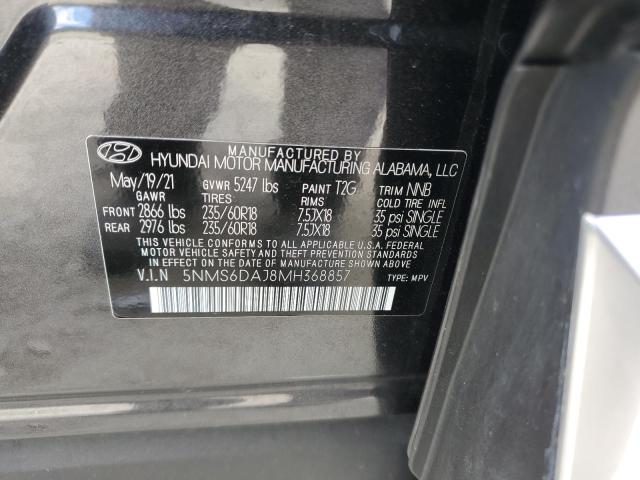 MANUFACTURED BY
HYUNDAI MOTOR MANUFACTURING ALABAMA, LLC
May/19/21 GVWR 5247 lbs PAINT T2G TRIM NNB
GAWR TIRES RIMS COLD TIRE INFL
FRONT 2866 lbs 235/60R18 7.5JX18 35 psi SINGLE
REAR 2976 lbs 235/60R18 7.5JX18 35 psi SINGLE
THIS VEHICLE CONFORMS TO ALL APPLICABLE U.S.A. FEDERAL
MOTOR VEHICLE SAFETY AND THEFT PREVENTION STANDARDS
IN EFFECT ON THE DATE OF MANUFACTURE SHOWN ABOVE.
V.I.N 5NMS6DAJ8MH368857 TYPE: MPV